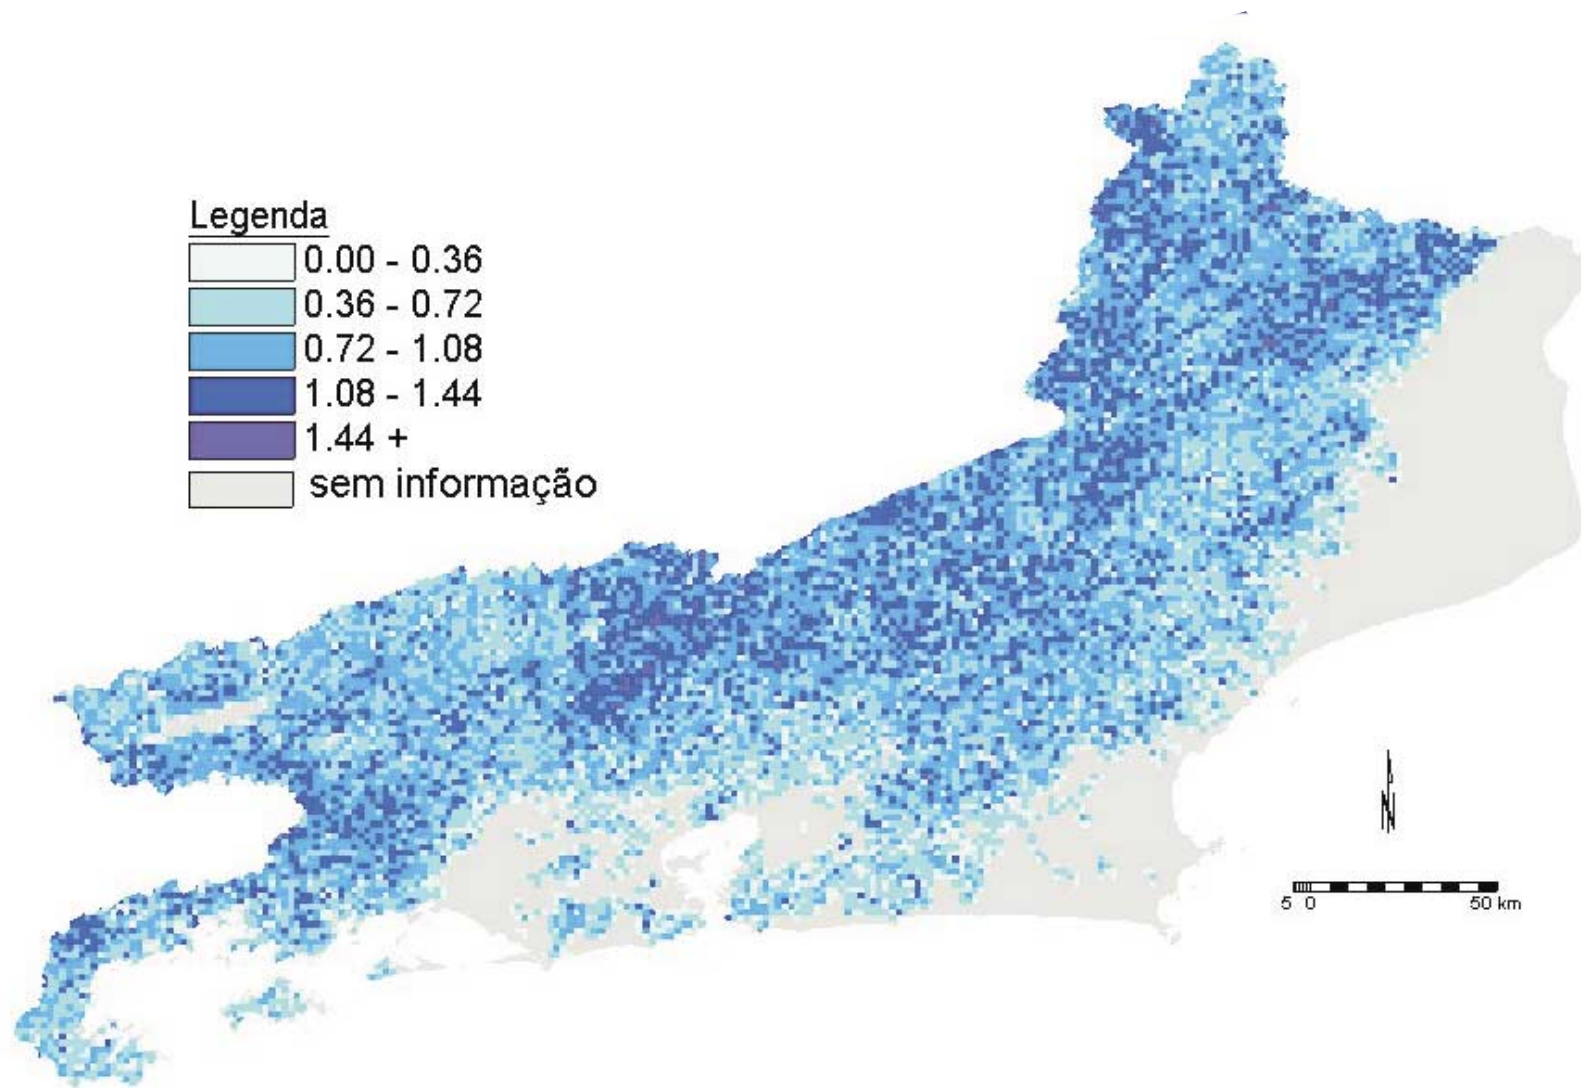 Legenda
0.00 - 0.36
0.36 - 0.72
0.72 - 1.08
1.08 - 1.44
1.44 +
sem informação
N
5 0 50 km